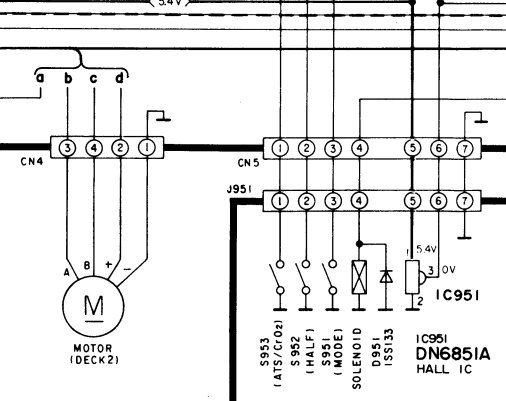 5.4V
a b c d
3 4 2 1
CN4
CN5
1 2 3 4 5 6 7
J951
1 2 3 4 5 6 7
A B + −
M
MOTOR
(DECK2)
1 5.4V
3 0V
2
IC951
S953
(ATS/CrO2)
S952
(HALF)
S951
(MODE)
SOLENOID
D951
ISS133
IC951
DN6851A
HALL IC